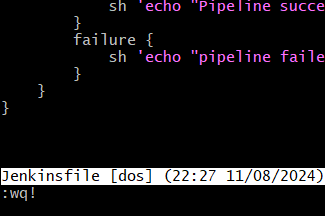 sh 'echo "Pipeline succe
}
failure {
sh 'echo "pipeline faile
}
}
}
Jenkinsfile [dos] (22:27 11/08/2024)
:wq!